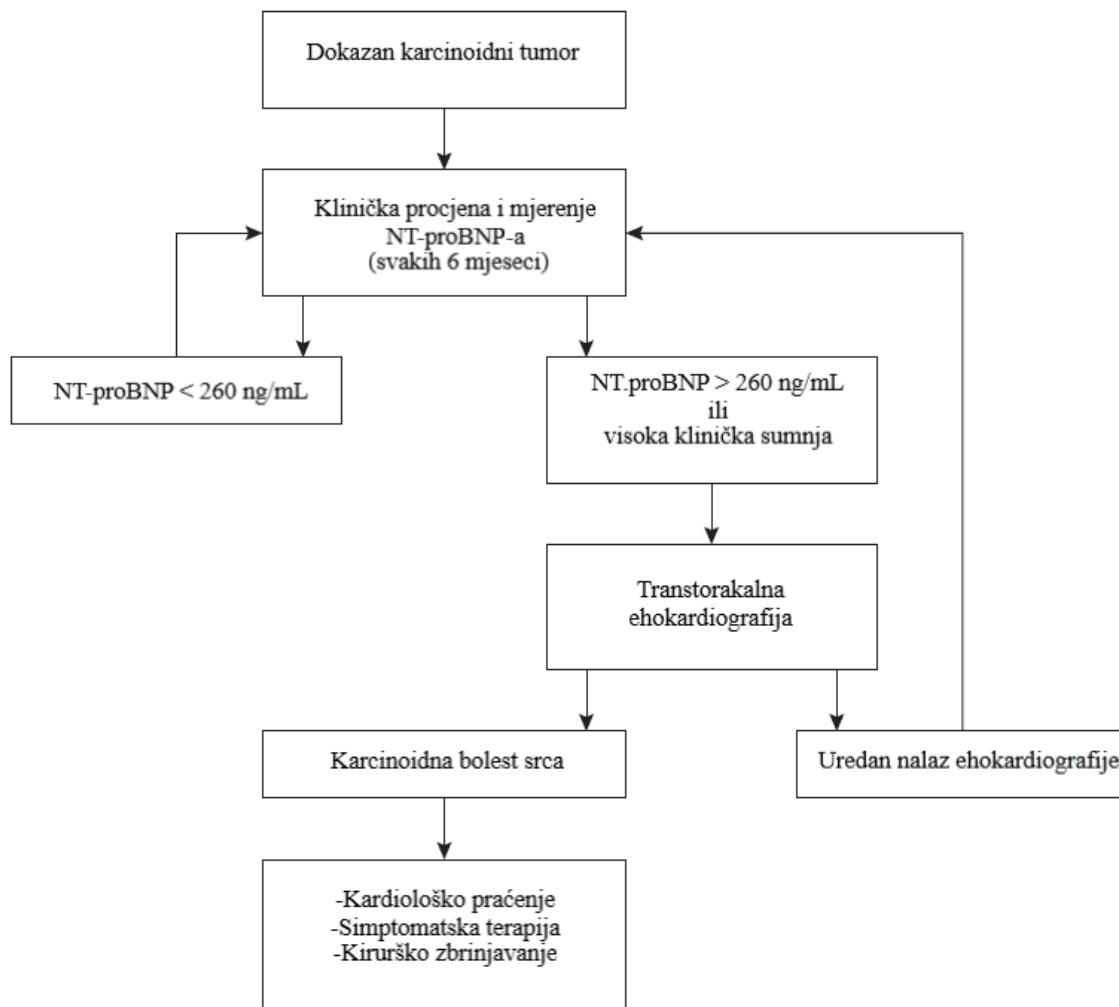 Dokazan karcinoidni tumor
Klinička procjena i mjerenje
NT-proBNP-a
(svakih 6 mjeseci)
NT-proBNP < 260 ng/mL
NT.proBNP > 260 ng/mL
ili
visoka klinička sumnja
Transtorakalna
ehokardiografija
Karcinoidna bolest srca
Uredan nalaz ehokardiografije
-Kardiološko praćenje
-Simptomatska terapija
-Kirurško zbrinjavanje